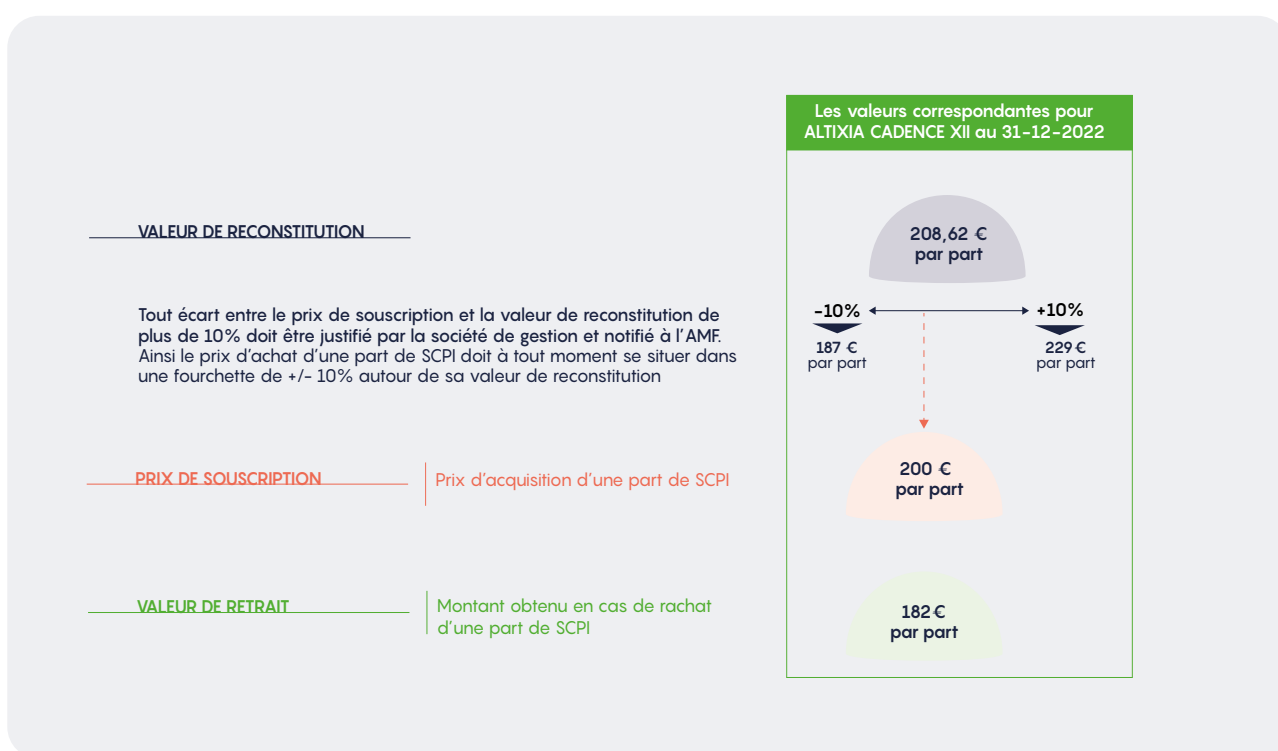 Les valeurs correspondantes pour
ALTIXIA CADENCE XII au 31-12-2022
VALEUR DE RECONSTITUTION
208,62 €
par part
Tout écart entre le prix de souscription et la valeur de reconstitution de
plus de 10% doit être justifié par la société de gestion et notifié à l'AMF.
Ainsi le prix d'achat d'une part de SCPI doit à tout moment se situer dans
une fourchette de +/- 10% autour de sa valeur de reconstitution
-10%
+10%
187 €
par part
229 €
par part
PRIX DE SOUSCRIPTION
Prix d'acquisition d'une part de SCPI
200 €
par part
VALEUR DE RETRAIT
Montant obtenu en cas de rachat
d'une part de SCPI
182 €
par part